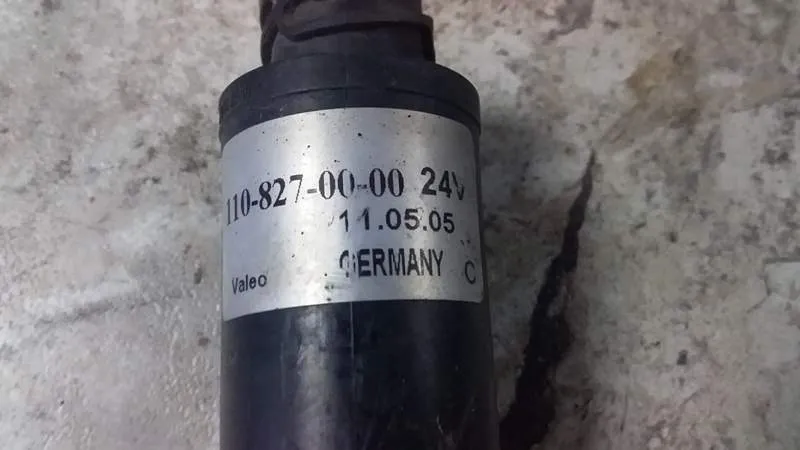 110-827-00-00 24V
11.05.05
GERMANY C
Valeo